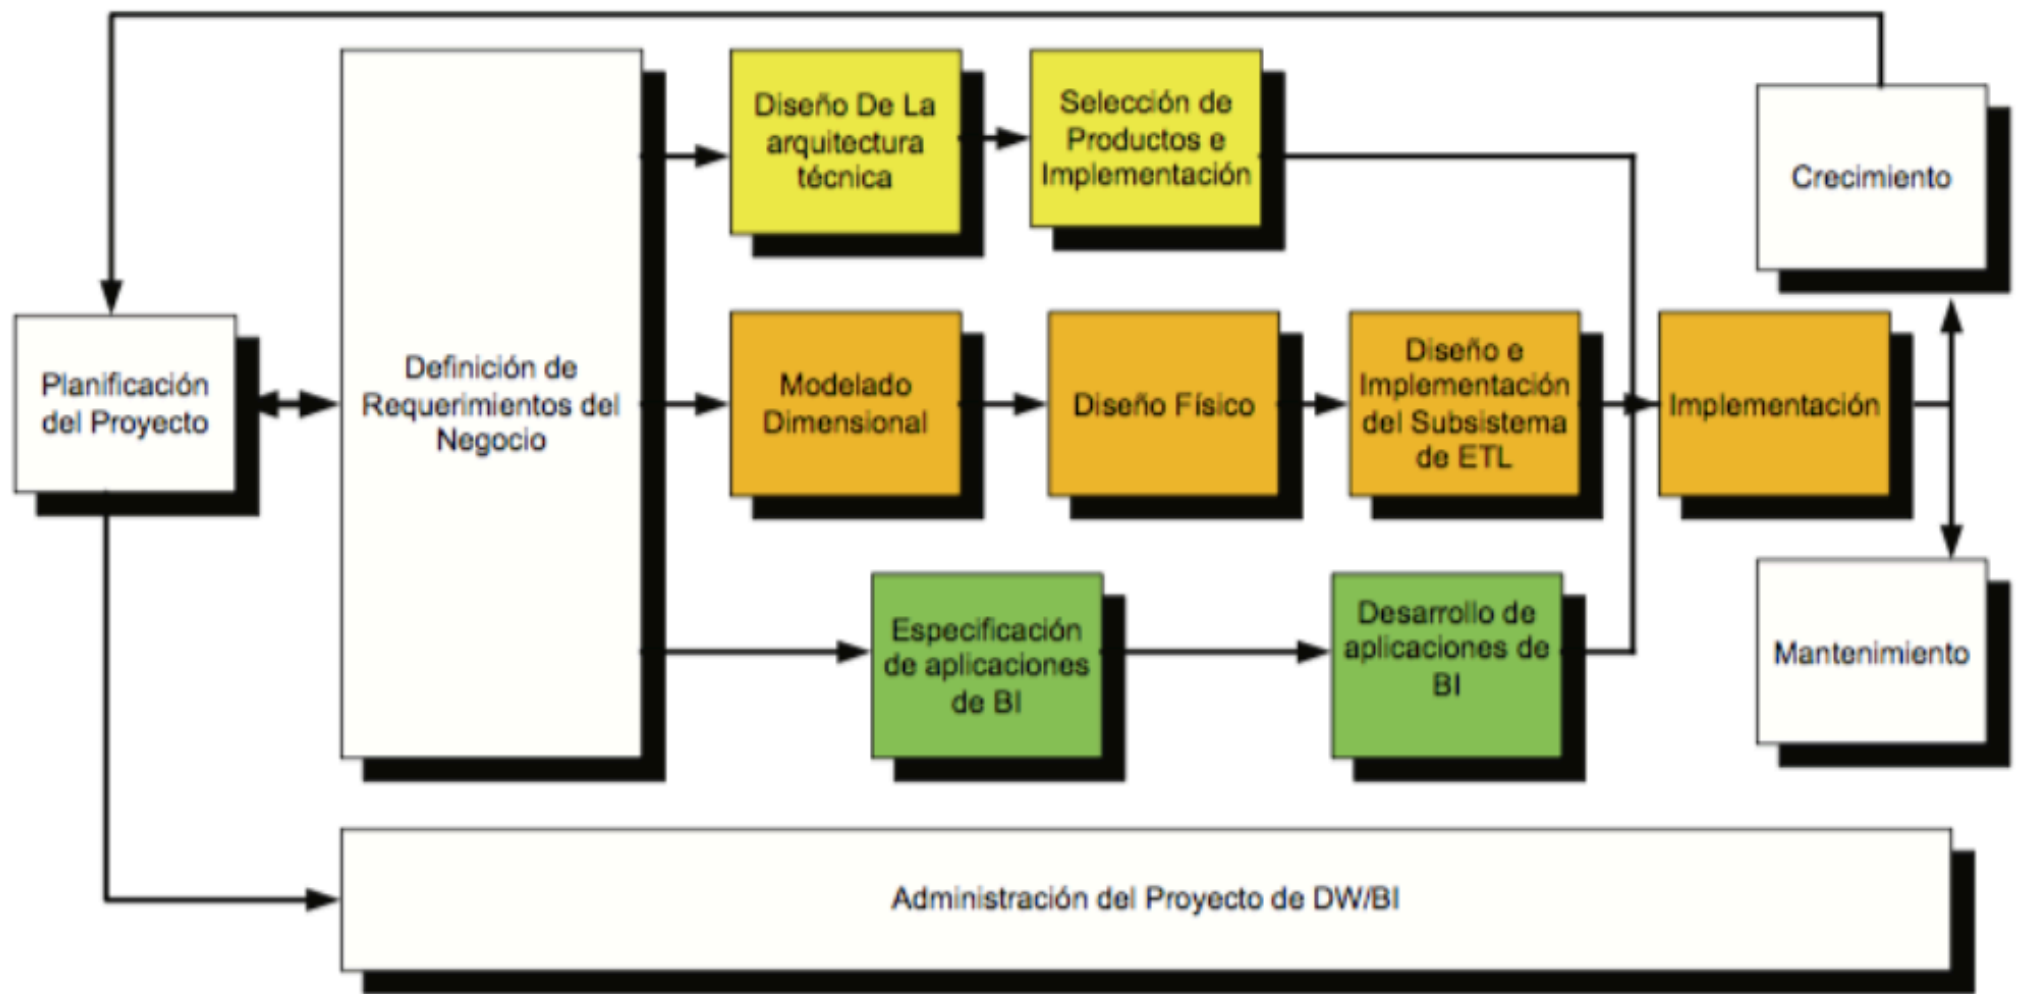 Diseño De La
arquitectura
técnica
Selección de
Productos e
Implementación
Crecimiento
Planificación
del Proyecto
Definición de
Requerimientos del
Negocio
Modelado
Dimensional
Diseño Físico
Diseño e
Implementación
del Subsistema
de ETL
Implementación
Especificación
de aplicaciones
de BI
Desarrollo de
aplicaciones de
BI
Mantenimiento
Administración del Proyecto de DW/BI